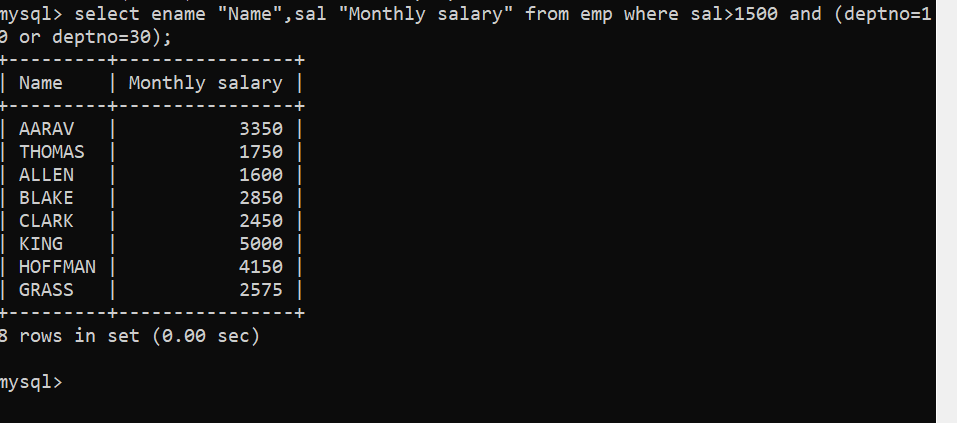 mysql> select ename "Name",sal "Monthly salary" from emp where sal>1500 and (deptno=1
0 or deptno=30);
+---------+----------------+
| Name    | Monthly salary |
+---------+----------------+
| AARAV   |           3350 |
| THOMAS  |           1750 |
| ALLEN   |           1600 |
| BLAKE   |           2850 |
| CLARK   |           2450 |
| KING    |           5000 |
| HOFFMAN |           4150 |
| GRASS   |           2575 |
+---------+----------------+
8 rows in set (0.00 sec)
mysql>